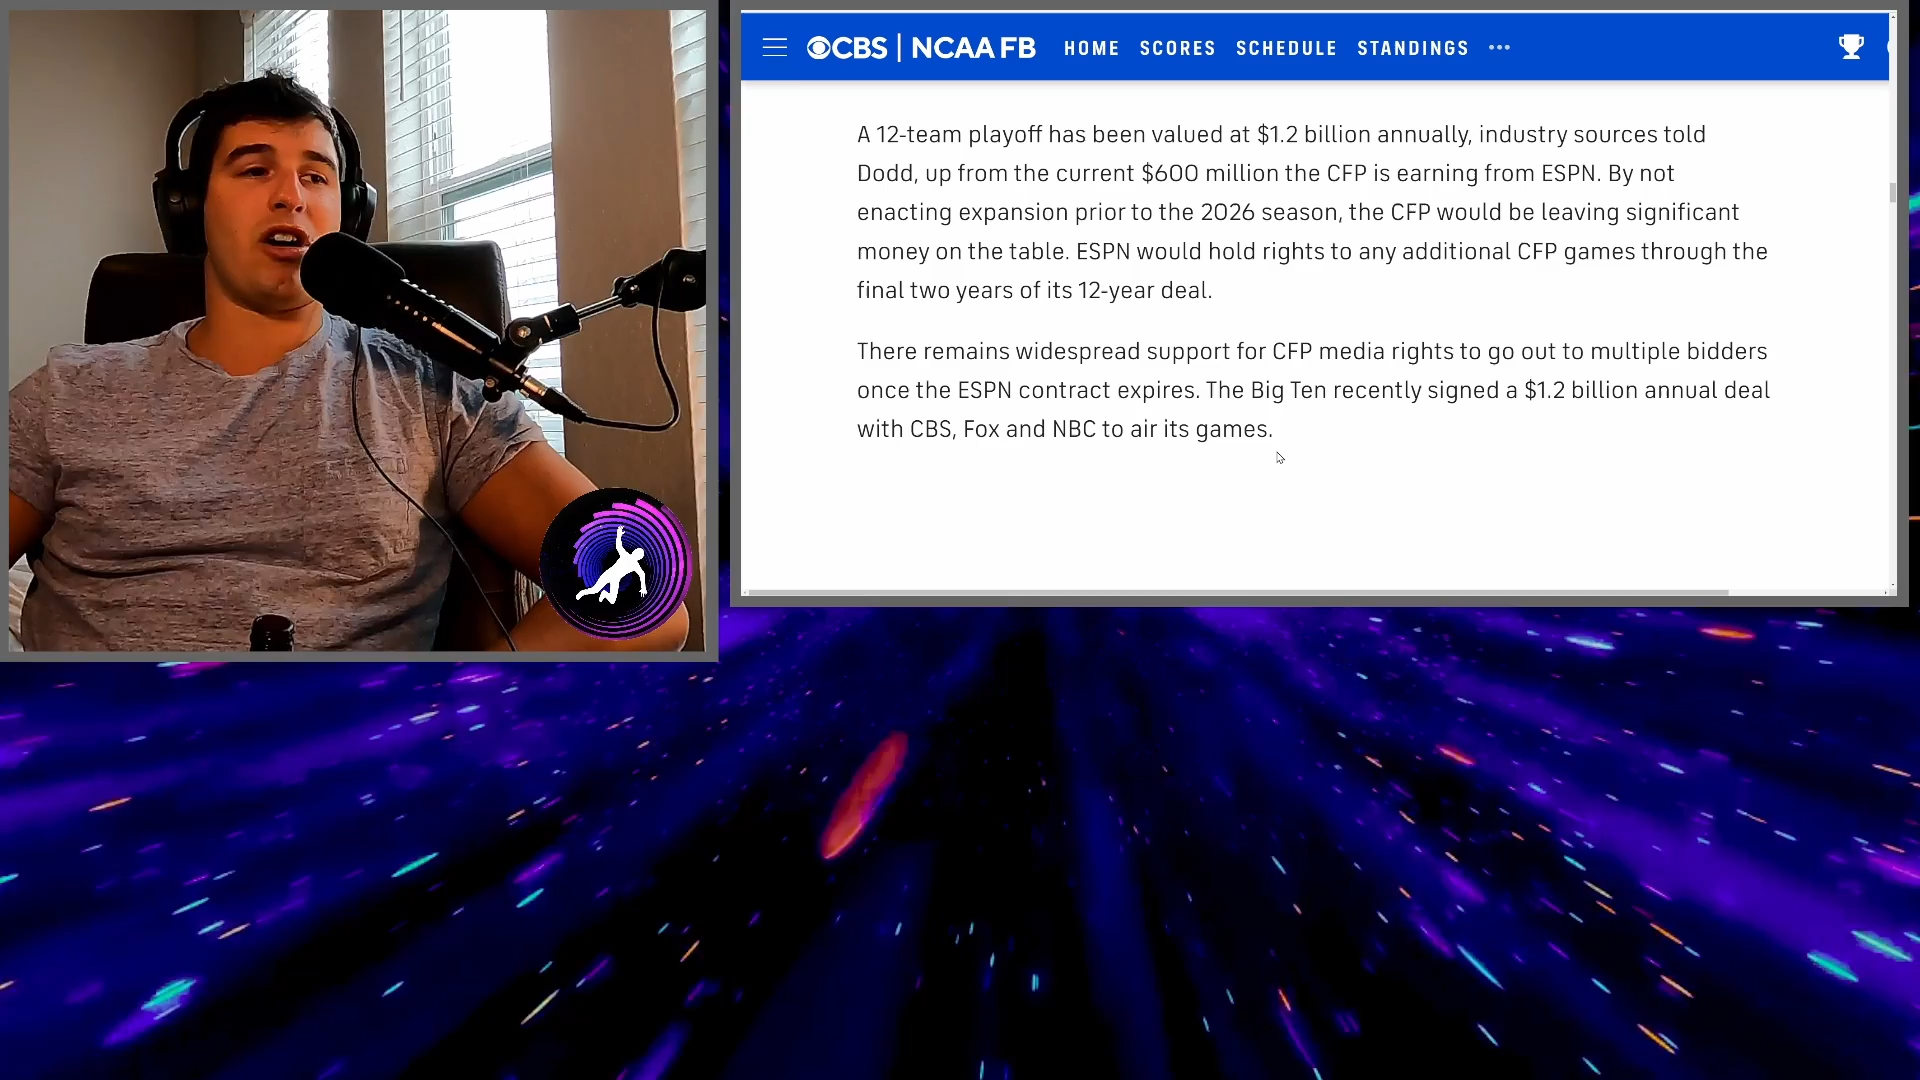 CBS | NCAA FB HOME SCORES SCHEDULE STANDINGS
A 12-team playoff has been valued at $1.2 billion annually, industry sources told
Dodd, up from the current $600 million the CFP is earning from ESPN. By not
enacting expansion prior to the 2026 season, the CFP would be leaving significant
money on the table. ESPN would hold rights to any additional CFP games through the
final two years of its 12-year deal.
There remains widespread support for CFP media rights to go out to multiple bidders
once the ESPN contract expires. The Big Ten recently signed a $1.2 billion annual deal
with CBS, Fox and NBC to air its games.